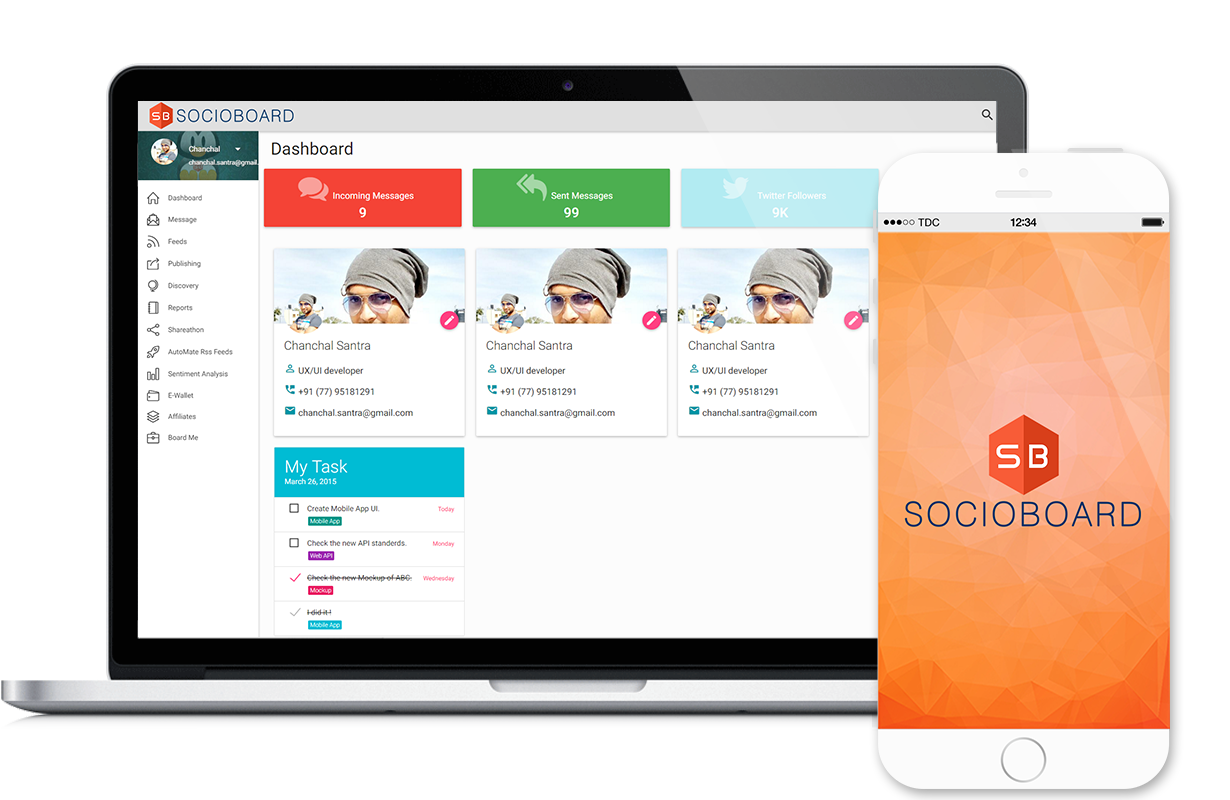 SB SOCIOBOARD
Chanchal
chanchal.santra@gmail.
Dashboard
Message
Feeds
Publishing
Discovery
Reports
Shareathon
AutoMate Rss Feeds
Sentiment Analysis
E-Wallet
Affiliates
Board Me
Dashboard
Incoming Messages
9
Sent Messages
99
Twitter Followers
9K
Chanchal Santra
UX/UI developer
+91 (77) 95181291
chanchal.santra@gmail.com
Chanchal Santra
UX/UI developer
+91 (77) 95181291
chanchal.santra@gmail.com
Chanchal Santra
UX/UI developer
+91 (77) 95181291
chanchal.santra@gmail.com
My Task
March 26, 2015
Create Mobile App UI. Today
Mobile App
Check the new API standerds. Monday
Web API
Check the new Mockup of ABC. Wednesday
Mockup
I did it !
Mobile App
TDC 12:34
SB
SOCIOBOARD